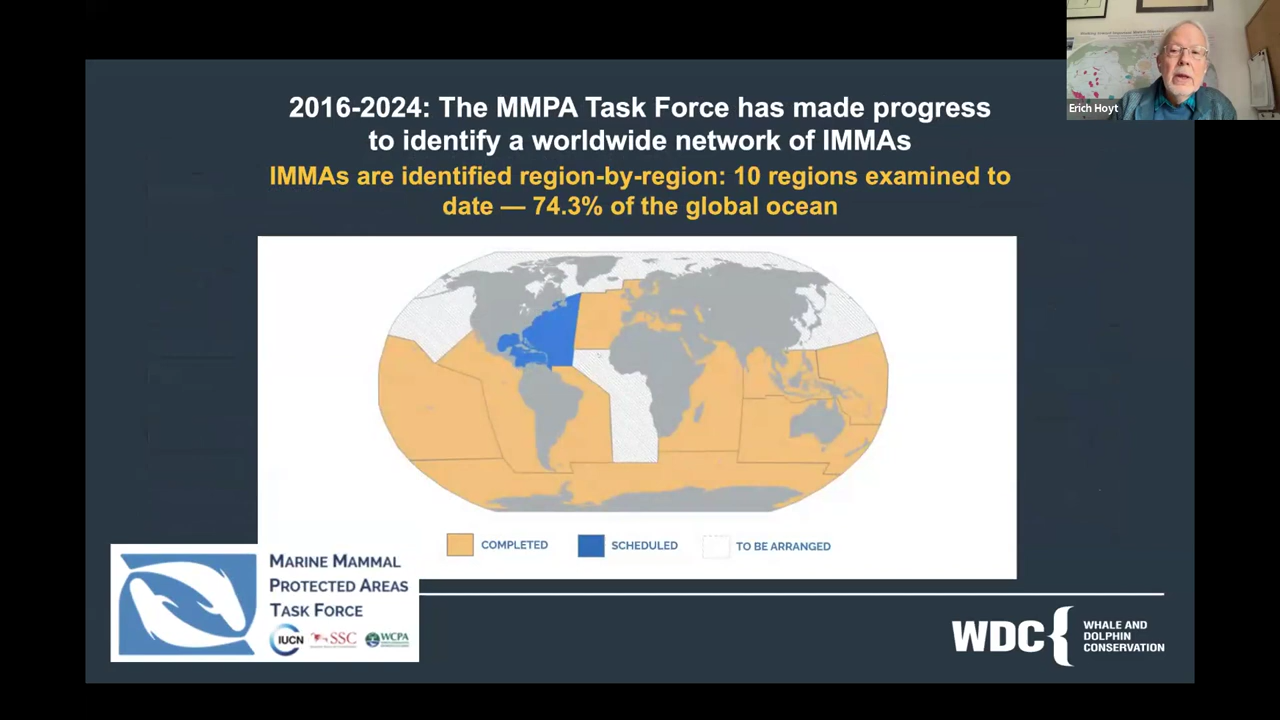 2016-2024: The MMPA Task Force has made progress
to identify a worldwide network of IMMAs
IMMAs are identified region-by-region: 10 regions examined to
date — 74.3% of the global ocean
COMPLETED
SCHEDULED
TO BE ARRANGED
MARINE MAMMAL
PROTECTED AREAS
TASK FORCE
IUCN
SSC
WCPA
WDC
WHALE AND
DOLPHIN
CONSERVATION
Erich Hoyt